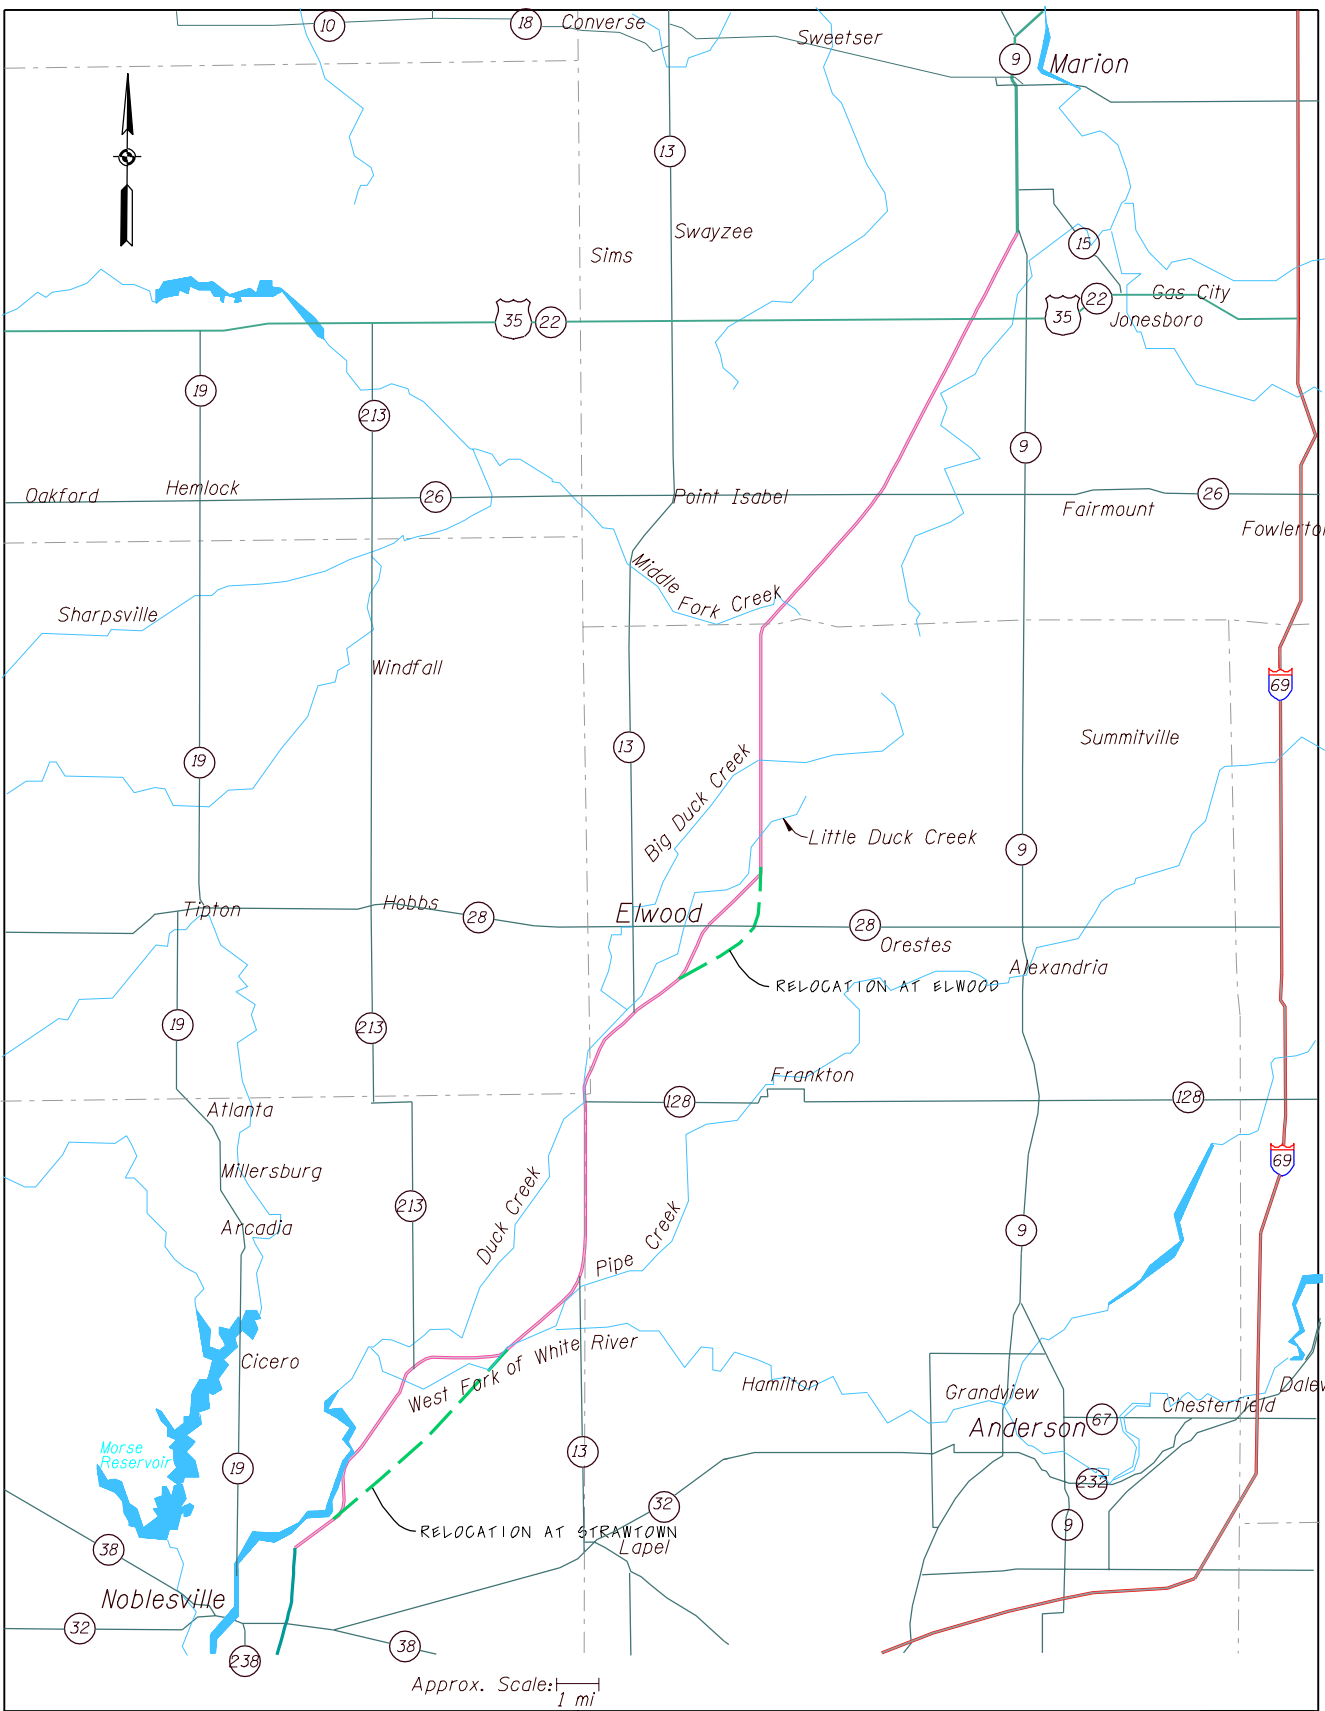 10
18
Converse
Sweetser
9
Marion
13
Swayzee
Sims
15
22
Gas City
35
22
35
Jonesboro
19
213
9
Oakford
Hemlock
26
Point Isabel
26
Fairmount
Fowlerto
Middle
Fork Creek
Sharpsville
Windfall
69
13
19
Summitville
Big Duck Creek
Little Duck Creek
9
Tipton
Hobbs
28
Elwood
28
Orestes
Alexandria
RELOCATION AT ELWOOD
19
213
Frankton
128
128
Atlanta
Millersburg
69
213
Arcadia
Duck Creek
Pipe Creek
9
West Fork of White River
Cicero
Hamilton
Grandview
Dalev
Chesterfield
67
Anderson
Morse
Reservoir
19
13
232
32
9
RELOCATION AT STRAWTOWN
Lapel
38
Noblesville
32
38
238
Approx. Scale:
1 mi